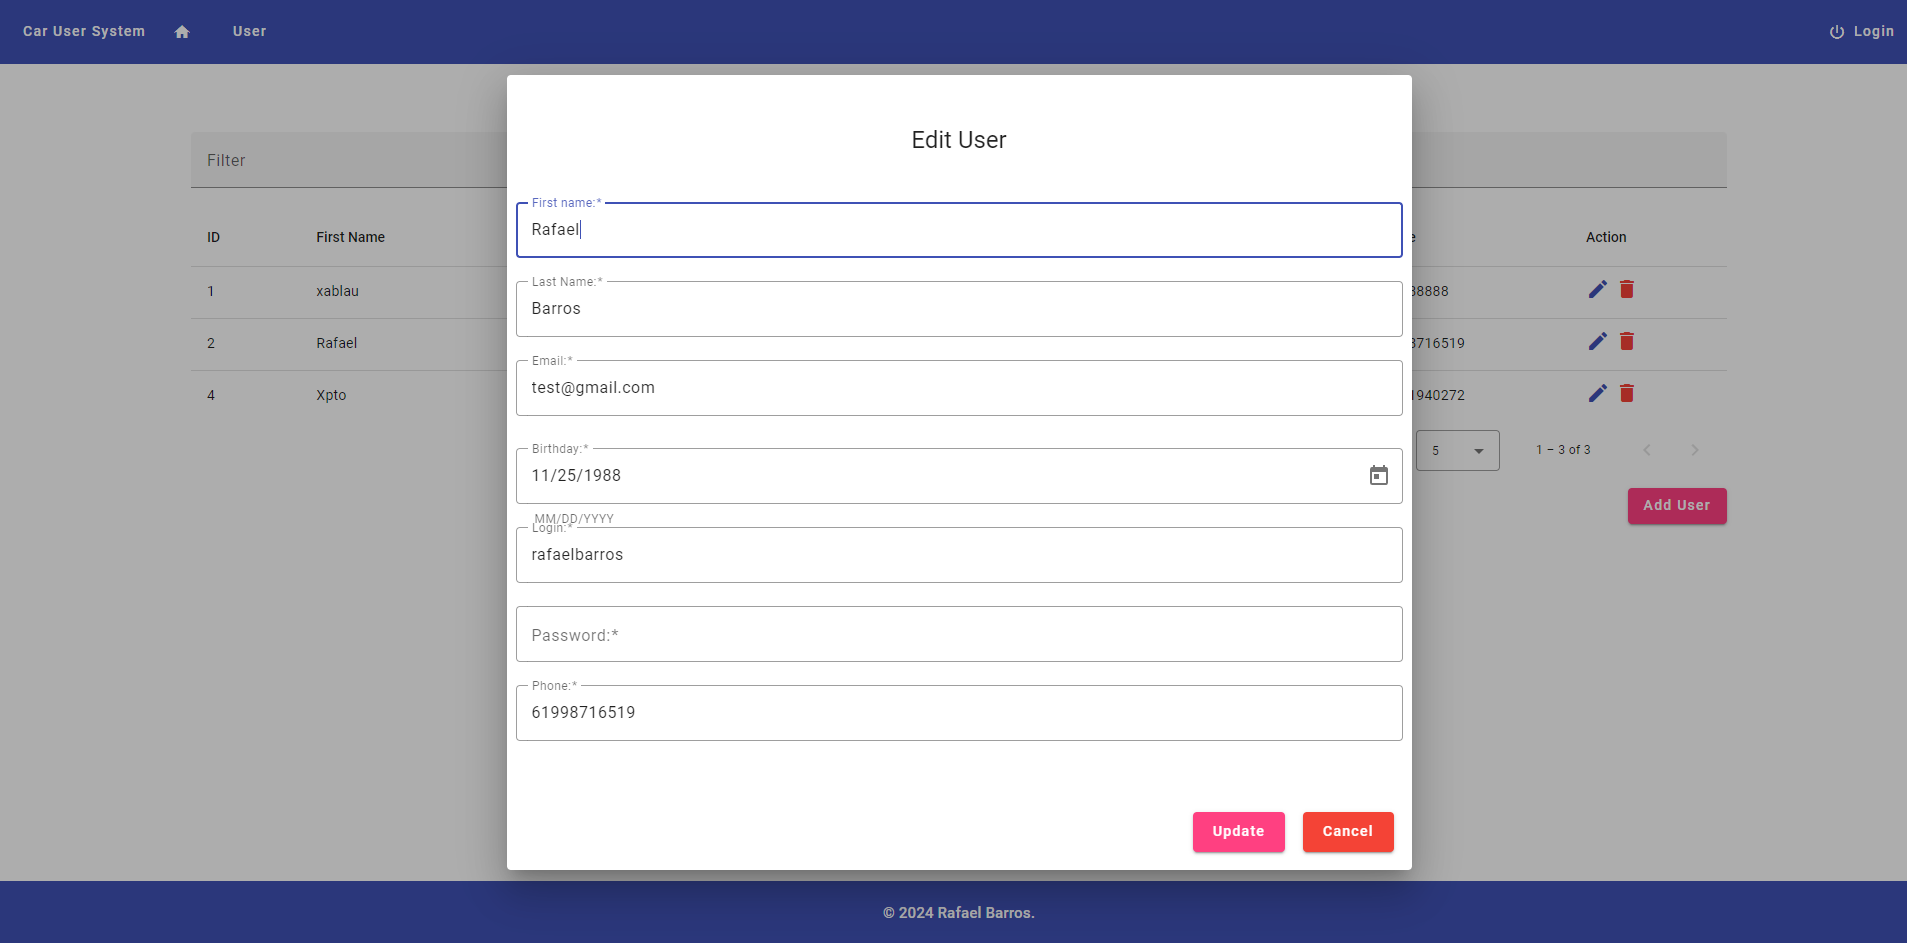 Car User System
User
Login
Filter
ID
First Name
Action
1
xablau
38888
2
Rafael
3716519
4
Xpto
1940272
5
1 – 3 of 3
Add User
Edit User
First name:*
Rafael
Last Name:*
Barros
Email:*
test@gmail.com
Birthday:*
11/25/1988
MM/DD/YYYY
Login:*
rafaelbarros
Password:*
Phone:*
61998716519
Update
Cancel
© 2024 Rafael Barros.